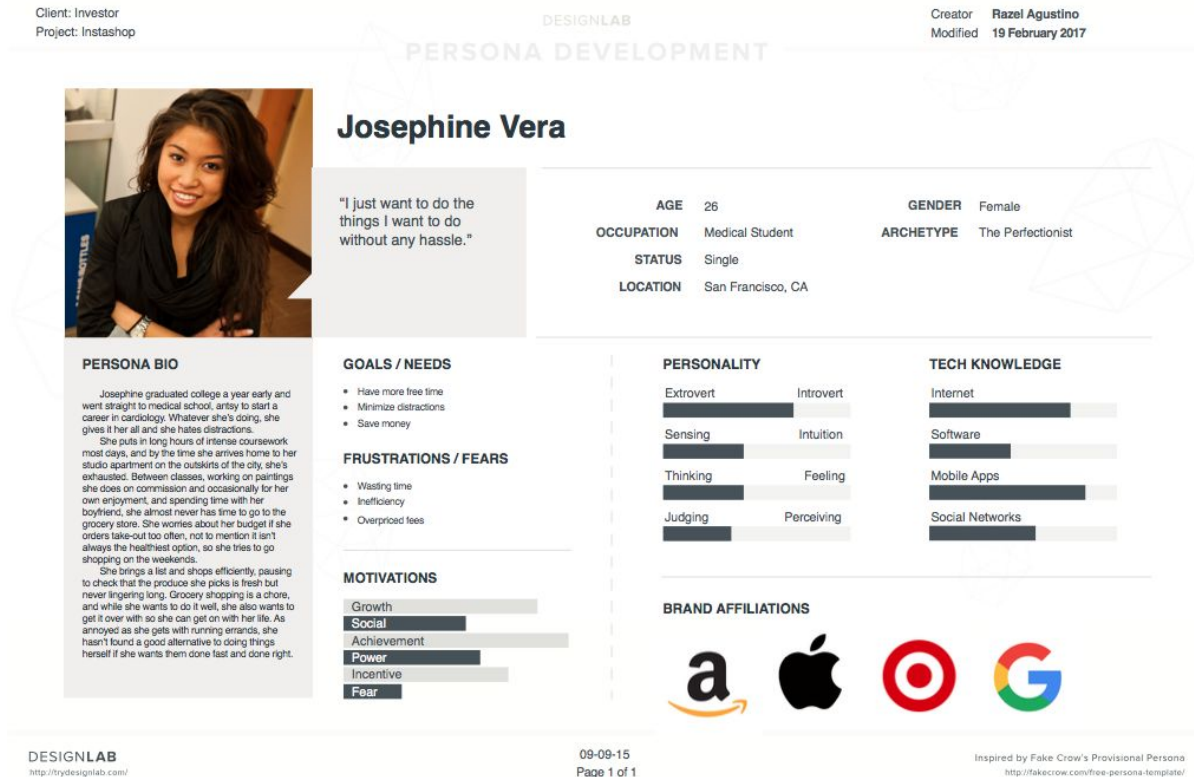 Client: Investor
Project: Instashop
DESIGNLAB
PERSONA DEVELOPMENT
Creator Razel Agustino
Modified 19 February 2017
Josephine Vera
"I just want to do the
things I want to do
without any hassle."
AGE 26
OCCUPATION Medical Student
STATUS Single
LOCATION San Francisco, CA
GENDER Female
ARCHETYPE The Perfectionist
BOTTLES
PERSONA BIO
Josephine graduated college a year early and
went straight to medical school, antsy to start a
career in cardiology. Whatever she's doing, she
gives it her all and she hates distractions.
She puts in long hours of intense coursework
most days, and by the time she arrives home to her
studio apartment on the outskirts of the city, she's
exhausted. Between classes, working on paintings
she does on commission and occasionally for her
own enjoyment, and spending time with her
boyfriend, she almost never has time to go to the
grocery store. She worries about her budget if she
orders take-out too often, not to mention it isn't
always the healthiest option, so she tries to go
shopping on the weekends.
She brings a list and shops efficiently, pausing
to check that the produce she picks is fresh but
never lingering long. Grocery shopping is a chore,
and while she wants to do it well, she also wants to
get it over with so she can get on with her life. As
annoyed as she gets with running errands, she
hasn't found a good alternative to doing things
herself if she wants them done fast and done right.
GOALS / NEEDS
• Have more free time
• Minimize distractions
• Save money
FRUSTRATIONS / FEARS
• Wasting time
• Inefficiency
• Overpriced fees
MOTIVATIONS
Growth
Social
Achievement
Power
Incentive
Fear
PERSONALITY
Extrovert Introvert
Sensing Intuition
Thinking Feeling
Judging Perceiving
TECH KNOWLEDGE
Internet
Software
Mobile Apps
Social Networks
BRAND AFFILIATIONS
a
G
DESIGNLAB
http://trydesignlab.com/
09-09-15
Page 1 of 1
Inspired by Fake Crow's Provisional Persona
http://fakecrow.com/free-persona-template/